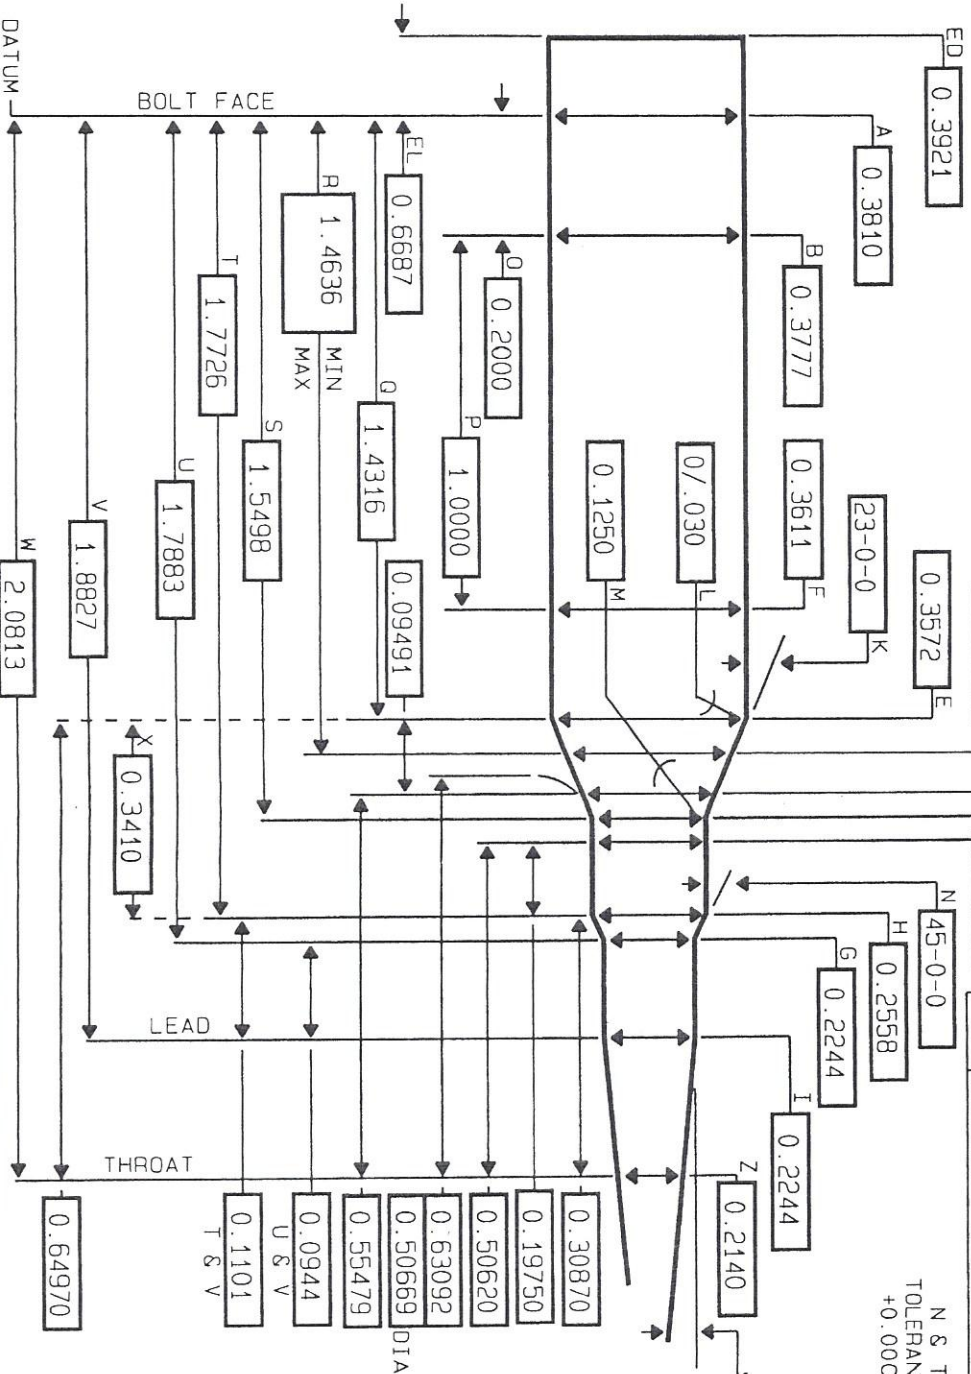 ED
0.3921
A
0.3810
B
0.3777
0.3611
F
23-0-0
K
0.3572
E
0/.030
L
0.1250
M
N
45-0-0
H
0.2558
G
0.2244
I
0.2244
Z
0.2140
N & T
TOLERAN
+0.000
DATUM
BOLT FACE
EL
0.6687
O
0.2000
P
1.0000
R
1.4636
MIN
MAX
Q
1.4316
0.09491
T
1.7726
S
1.5498
U
1.7883
V
1.8827
W
2.0813
X
0.3410
LEAD
THROAT
0.30870
0.19750
0.50620
0.63092
0.50669
DIA
0.55479
0.0944
U & V
0.1101
T & V
0.64970